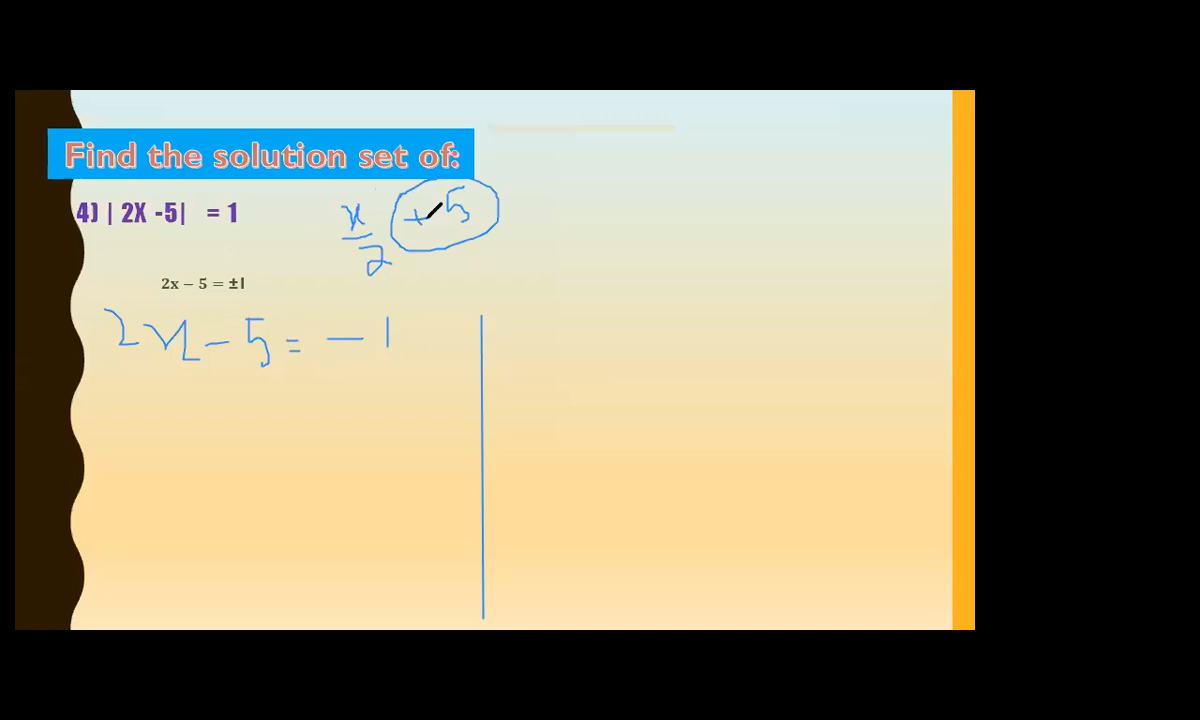 Find the solution set of:
4) | 2X -5| = 1
x/2 + 5
2x − 5 = ±1
2x - 5 = - 1